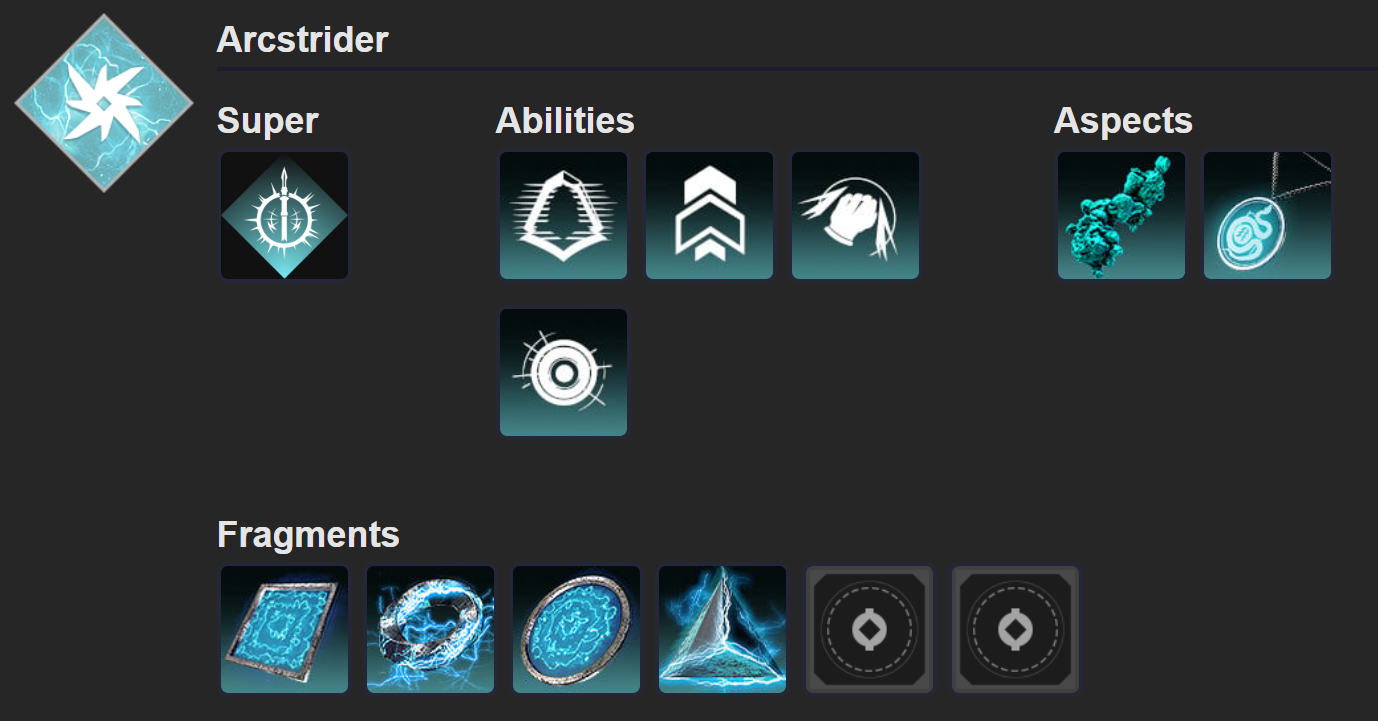 Arcstrider
Super
Abilities
Aspects
Fragments